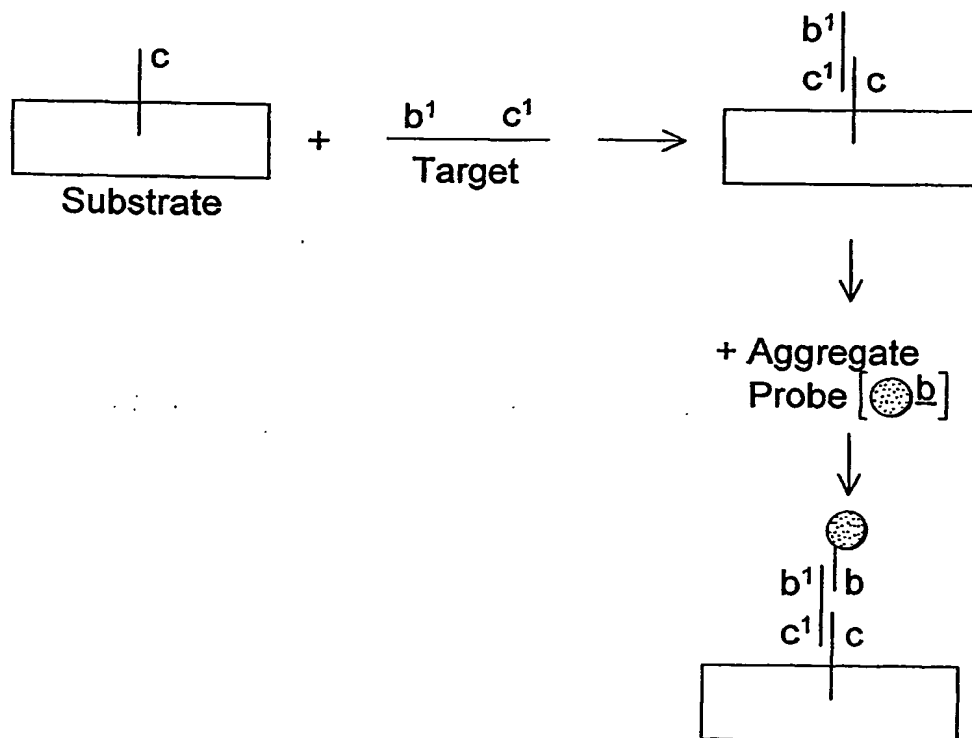 c
Substrate
+
b¹ c¹
Target
b¹
c¹ c
+ Aggregate
Probe [b]
b¹ b
c¹ c